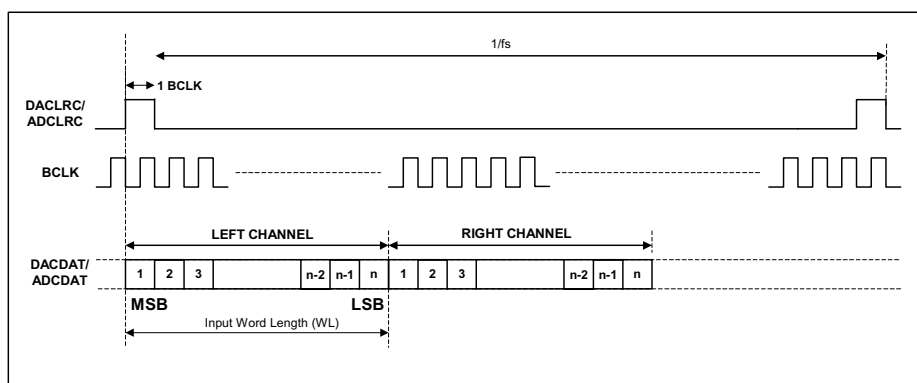 1/fs
1 BCLK
DACLRC/
ADCLRC
BCLK
LEFT CHANNEL
RIGHT CHANNEL
DACDAT/
ADCDAT
1 2 3 n-2 n-1 n 1 2 3 n-2 n-1 n
MSB LSB
Input Word Length (WL)